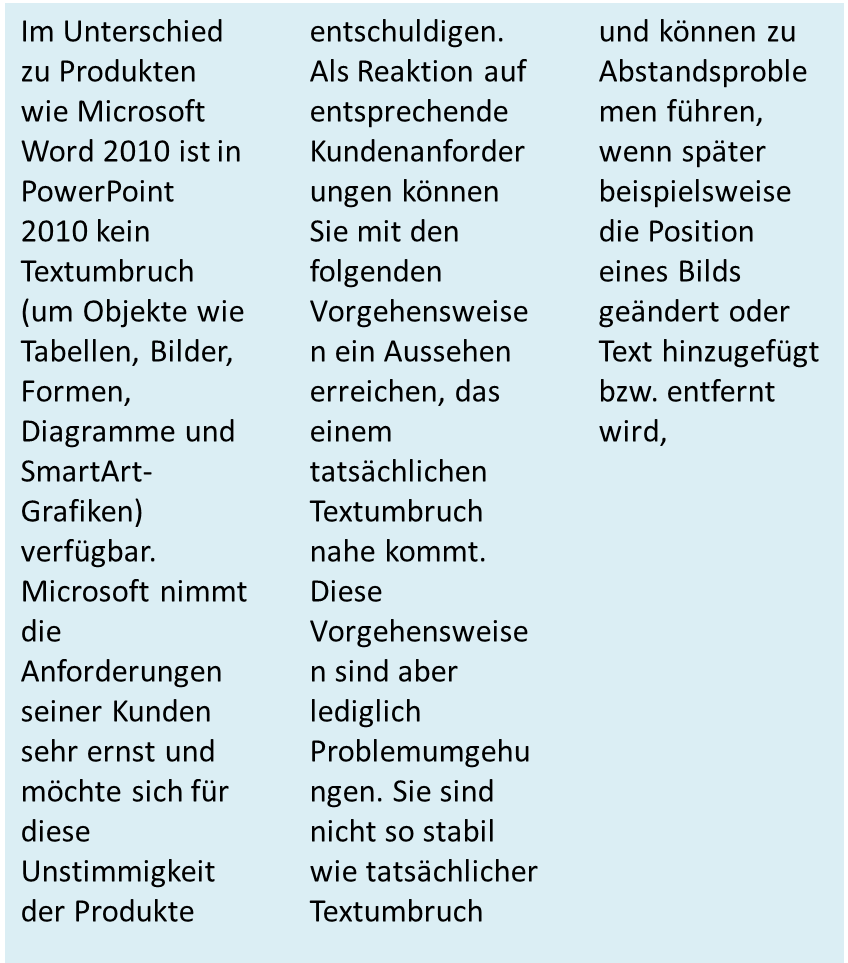 Im Unterschied
zu Produkten
wie Microsoft
Word 2010 ist in
PowerPoint
2010 kein
Textumbruch
(um Objekte wie
Tabellen, Bilder,
Formen,
Diagramme und
SmartArt-
Grafiken)
verfügbar.
Microsoft nimmt
die
Anforderungen
seiner Kunden
sehr ernst und
möchte sich für
diese
Unstimmigkeit
der Produkte
entschuldigen.
Als Reaktion auf
entsprechende
Kundenanforder
ungen können
Sie mit den
folgenden
Vorgehensweise
n ein Aussehen
erreichen, das
einem
tatsächlichen
Textumbruch
nahe kommt.
Diese
Vorgehensweise
n sind aber
lediglich
Problemumgehu
ngen. Sie sind
nicht so stabil
wie tatsächlicher
Textumbruch
und können zu
Abstandsproble
men führen,
wenn später
beispielsweise
die Position
eines Bilds
geändert oder
Text hinzugefügt
bzw. entfernt
wird,